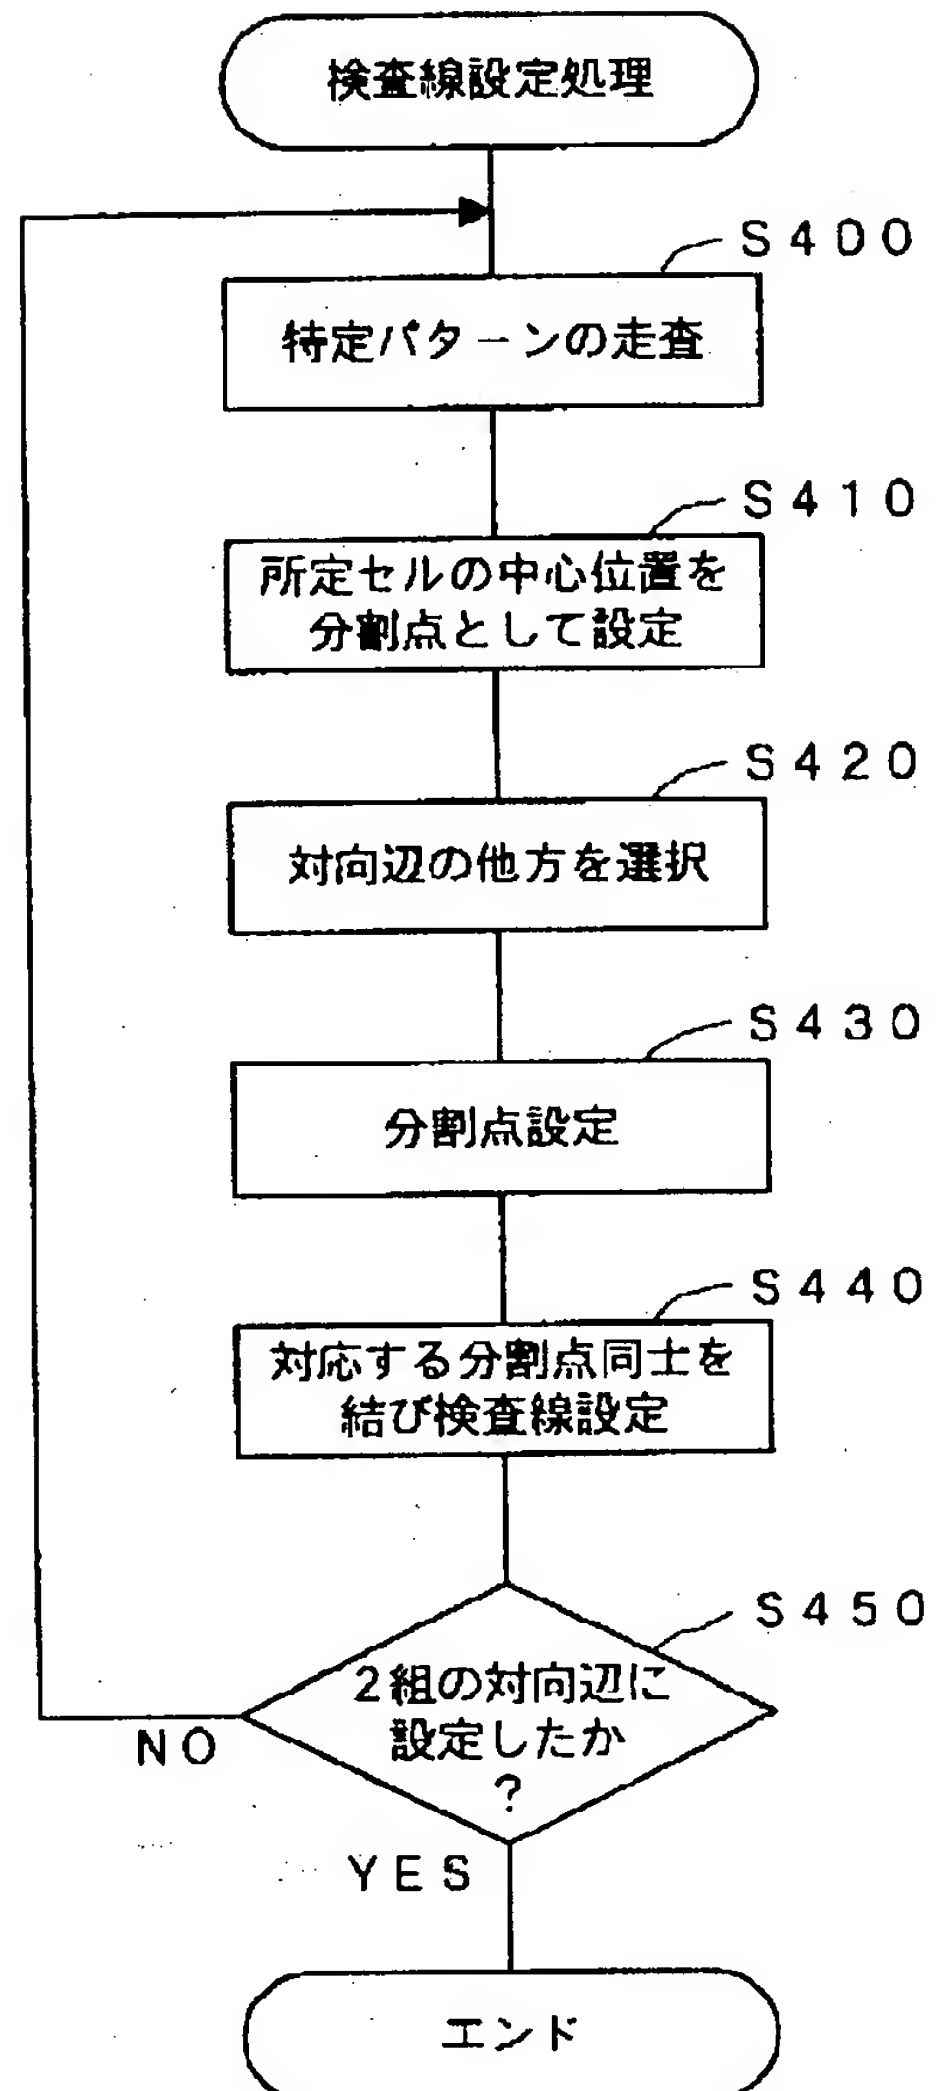 検査線設定処理
S400
特定パターンの走査
S410
所定セルの中心位置を
分割点として設定
S420
対向辺の他方を選択
S430
分割点設定
S440
対応する分割点同士を
結び検査線設定
S450
2組の対向辺に
設定したか
?
NO
YES
エンド